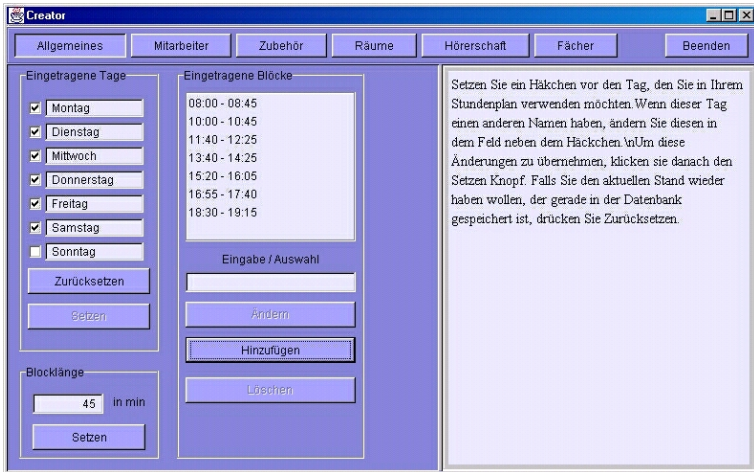 Creator
Allgemeines Mitarbeiter Zubehör Räume Hörerschaft Fächer Beenden
Eingetragene Tage
Montag
Dienstag
Mittwoch
Donnerstag
Freitag
Samstag
Sonntag
Zurücksetzen
Setzen
Blocklänge
45 in min
Setzen
Eingetragene Blöcke
08:00 - 08:45
10:00 - 10:45
11:40 - 12:25
13:40 - 14:25
15:20 - 16:05
16:55 - 17:40
18:30 - 19:15
Eingabe / Auswahl
Ändern
Hinzufügen
Löschen
Setzen Sie ein Häkchen vor den Tag, den Sie in Ihrem
Stundenplan verwenden möchten.Wenn dieser Tag
einen anderen Namen haben, ändern Sie diesen in
dem Feld neben dem Häckchen.\nUm diese
Änderungen zu übernehmen, klicken sie danach den
Setzen Knopf. Falls Sie den aktuellen Stand wieder
haben wollen, der gerade in der Datenbank
gespeichert ist, drücken Sie Zurücksetzen.